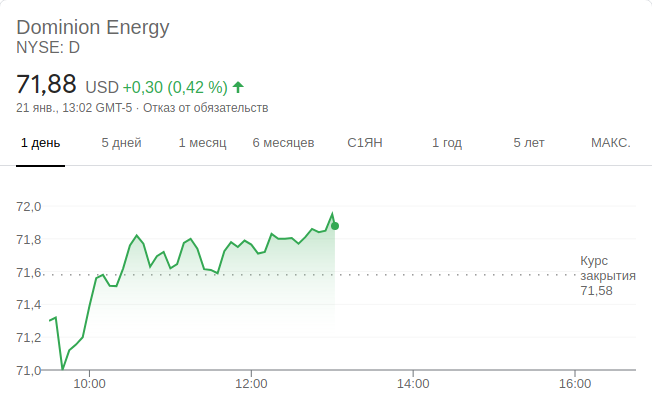 Dominion Energy
NYSE: D
71,88 USD +0,30 (0,42 %)
21 янв., 13:02 GMT-5 · Отказ от обязательств
1 день 5 дней 1 месяц 6 месяцев С1ЯН 1 год 5 лет МАКС.
72,0
71,8
71,6
71,4
71,2
71,0
Курс
закрытия
71,58
10:00 12:00 14:00 16:00